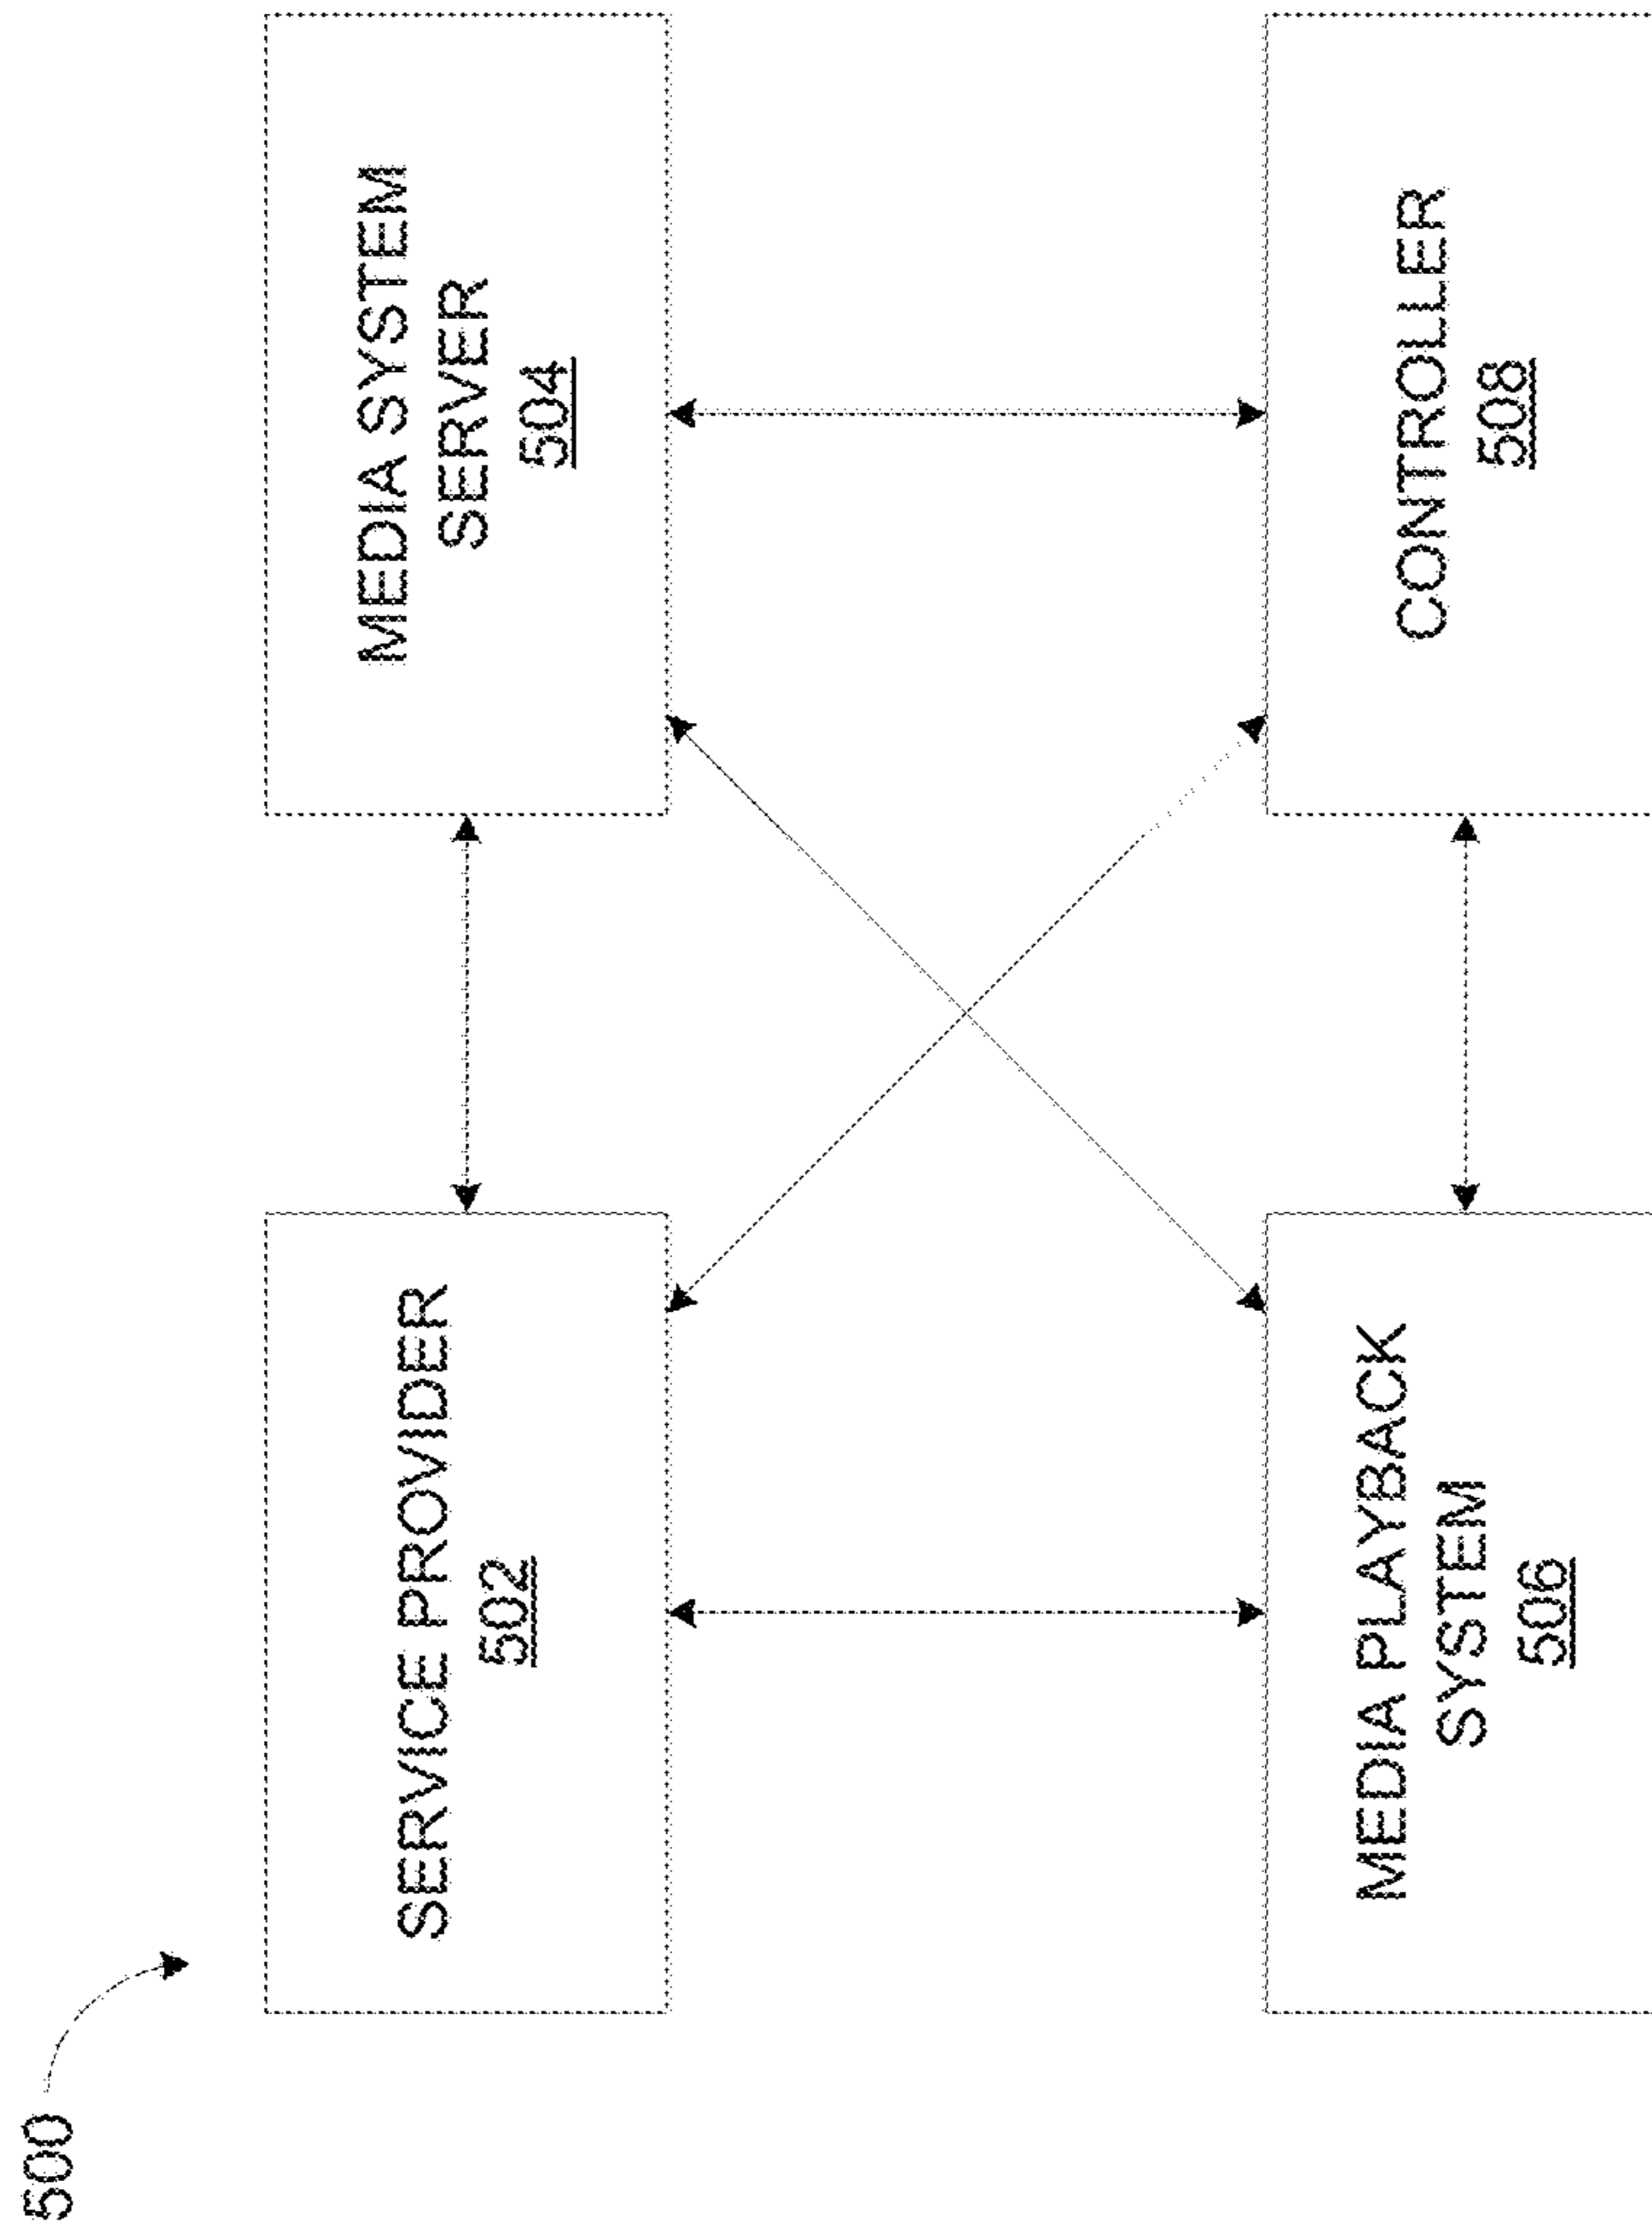 500
SERVICE PROVIDER
502
MEDIA SYSTEM
SERVER
504
MEDIA PLAYBACK
SYSTEM
506
CONTROLLER
508